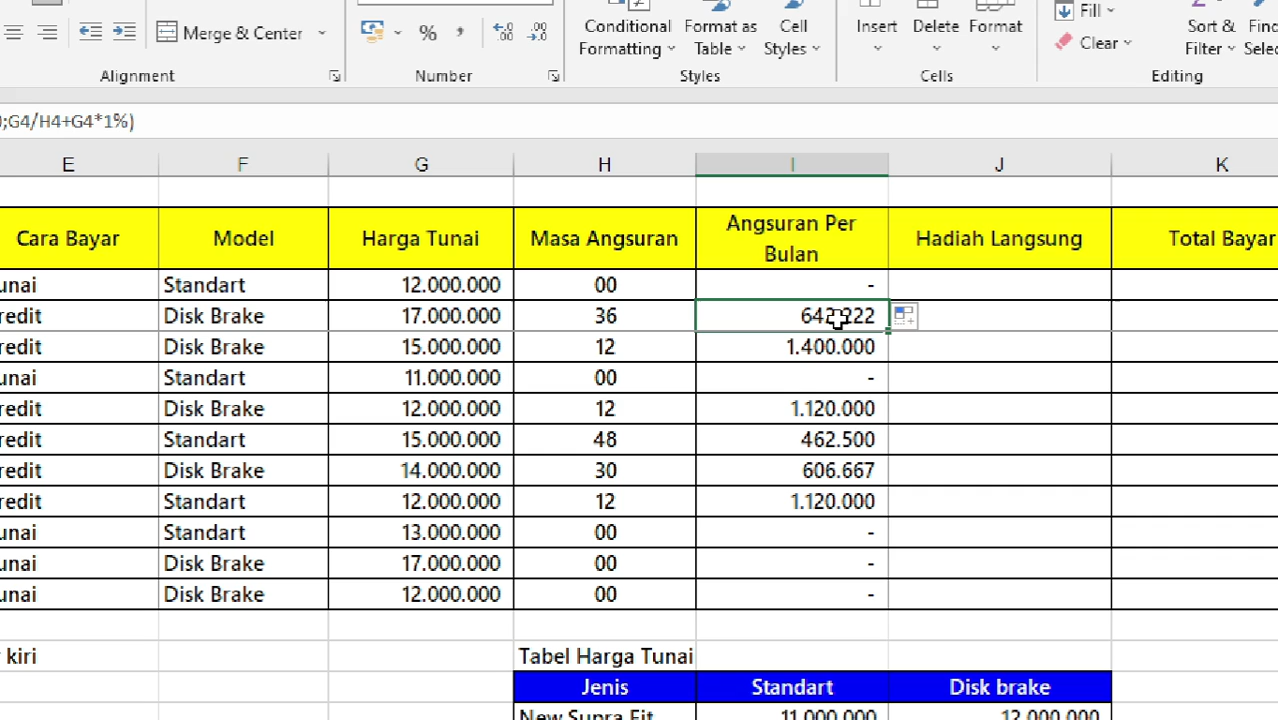 Merge & Center
%
Conditional Formatting
Format as Table
Cell Styles
Insert
Delete
Format
Fill
Clear
Sort & Filter
Alignment
Number
Styles
Cells
Editing
;G4/H4+G4*1%)
E F G H I J K
Cara Bayar Model Harga Tunai Masa Angsuran Angsuran Per Bulan Hadiah Langsung Total Bayar
unai Standart 12.000.000 00 -
redit Disk Brake 17.000.000 36 642.222
redit Disk Brake 15.000.000 12 1.400.000
unai Standart 11.000.000 00 -
redit Disk Brake 12.000.000 12 1.120.000
redit Standart 15.000.000 48 462.500
redit Disk Brake 14.000.000 30 606.667
redit Standart 12.000.000 12 1.120.000
unai Standart 13.000.000 00 -
unai Disk Brake 17.000.000 00 -
unai Disk Brake 12.000.000 00 -
kiri Tabel Harga Tunai
Jenis Standart Disk brake
New Supra Fit 11.000.000 12.000.000